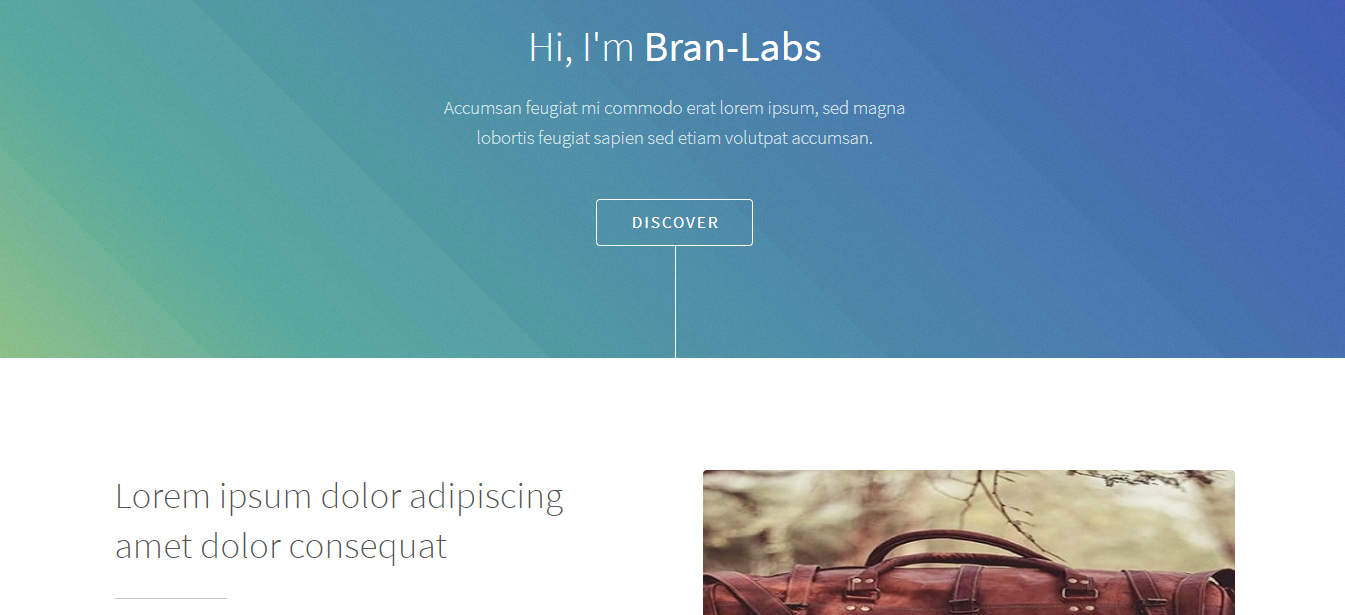 Hi, I'm Bran-Labs
Accumsan feugiat mi commodo erat lorem ipsum, sed magna
lobortis feugiat sapien sed etiam volutpat accumsan.
DISCOVER
Lorem ipsum dolor adipiscing
amet dolor consequat